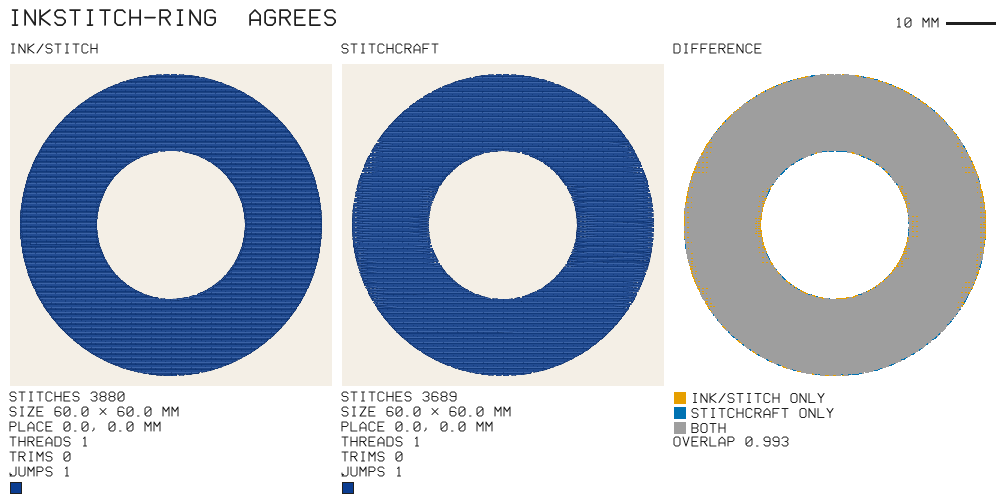 INKSTITCH-RING AGREES
10 MM
INK/STITCH
STITCHCRAFT
DIFFERENCE
STITCHES 3880
SIZE 60.0 × 60.0 MM
PLACE 0.0, 0.0 MM
THREADS 1
TRIMS 0
JUMPS 1
STITCHES 3689
SIZE 60.0 × 60.0 MM
PLACE 0.0, 0.0 MM
THREADS 1
TRIMS 0
JUMPS 1
INK/STITCH ONLY
STITCHCRAFT ONLY
BOTH
OVERLAP 0.993